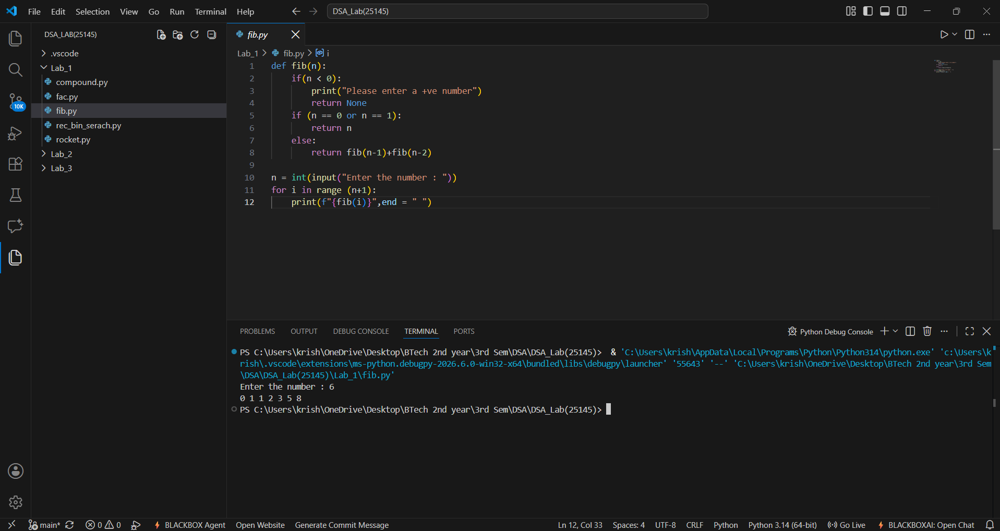 File Edit Selection View Go Run Terminal Help
DSA_Lab(25145)
DSA_LAB(25145)
.vscode
Lab_1
compound.py
fac.py
fib.py
rec_bin_serach.py
rocket.py
Lab_2
Lab_3
10K
fib.py
Lab_1 > fib.py > i
1 def fib(n):
2     if(n < 0):
3         print("Please enter a +ve number")
4         return None
5     if (n == 0 or n == 1):
6         return n
7     else:
8         return fib(n-1)+fib(n-2)
9
10 n = int(input("Enter the number : "))
11 for i in range (n+1):
12     print(f"{fib(i)}",end = " ")
PROBLEMS OUTPUT DEBUG CONSOLE TERMINAL PORTS
Python Debug Console
PS C:\Users\krish\OneDrive\Desktop\BTech 2nd year\3rd Sem\DSA\DSA_Lab(25145)>  & 'C:\Users\krish\AppData\Local\Programs\Python\Python314\python.exe' 'c:\Users\k
rish\.vscode\extensions\ms-python.debugpy-2026.6.0-win32-x64\bundled\libs\debugpy\launcher' '55643' '--' 'C:\Users\krish\OneDrive\Desktop\BTech 2nd year\3rd Sem
\DSA\DSA_Lab(25145)\Lab_1\fib.py'
Enter the number : 6
0 1 1 2 3 5 8
PS C:\Users\krish\OneDrive\Desktop\BTech 2nd year\3rd Sem\DSA\DSA_Lab(25145)>
main* 0 0 BLACKBOX Agent Open Website Generate Commit Message Ln 12, Col 33 Spaces: 4 UTF-8 CRLF Python Python 3.14 (64-bit) Go Live BLACKBOXAI: Open Chat